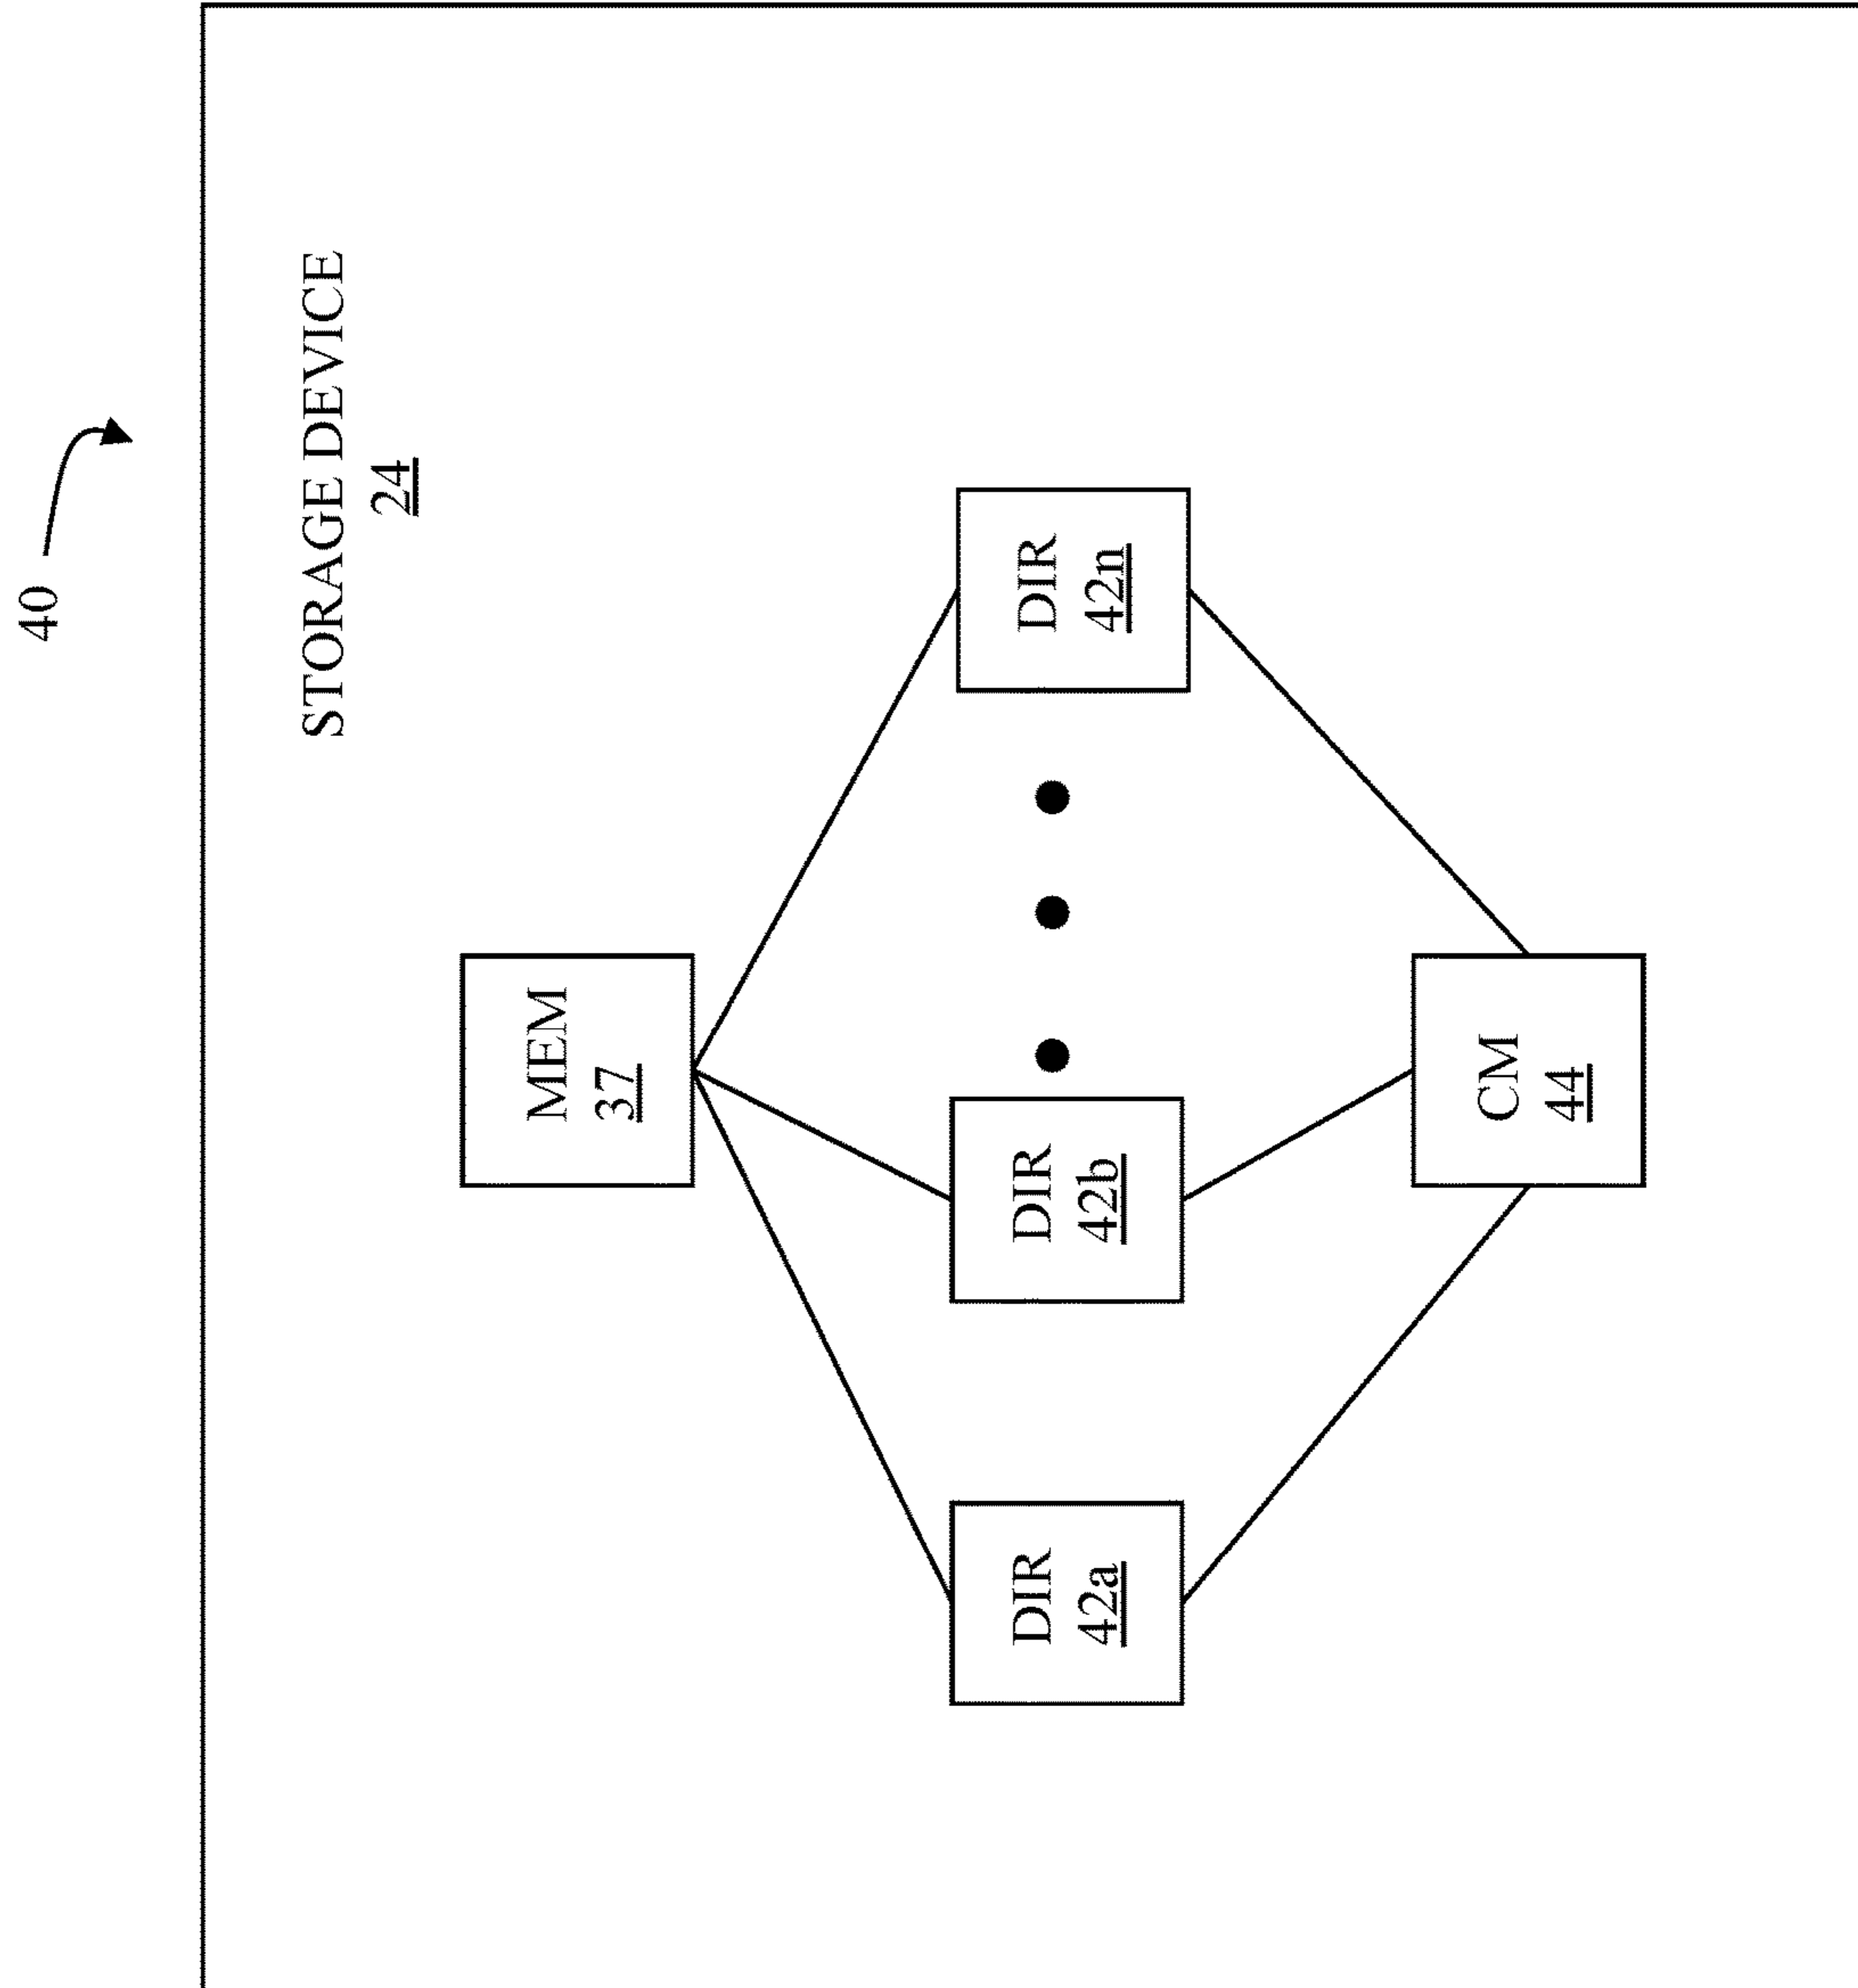 40
STORAGE DEVICE
24
MEM
37
DIR
42a
DIR
42b
DIR
42n
CM
44